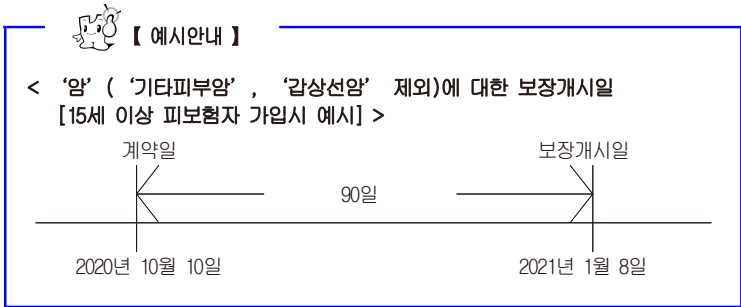 【 예시안내 】
< ‘암’ ( ‘기타피부암’ , ‘갑상선암’ 제외)에 대한 보장개시일
[15세 이상 피보험자 가입시 예시] >
계약일 보장개시일
90일
2020년 10월 10일 2021년 1월 8일